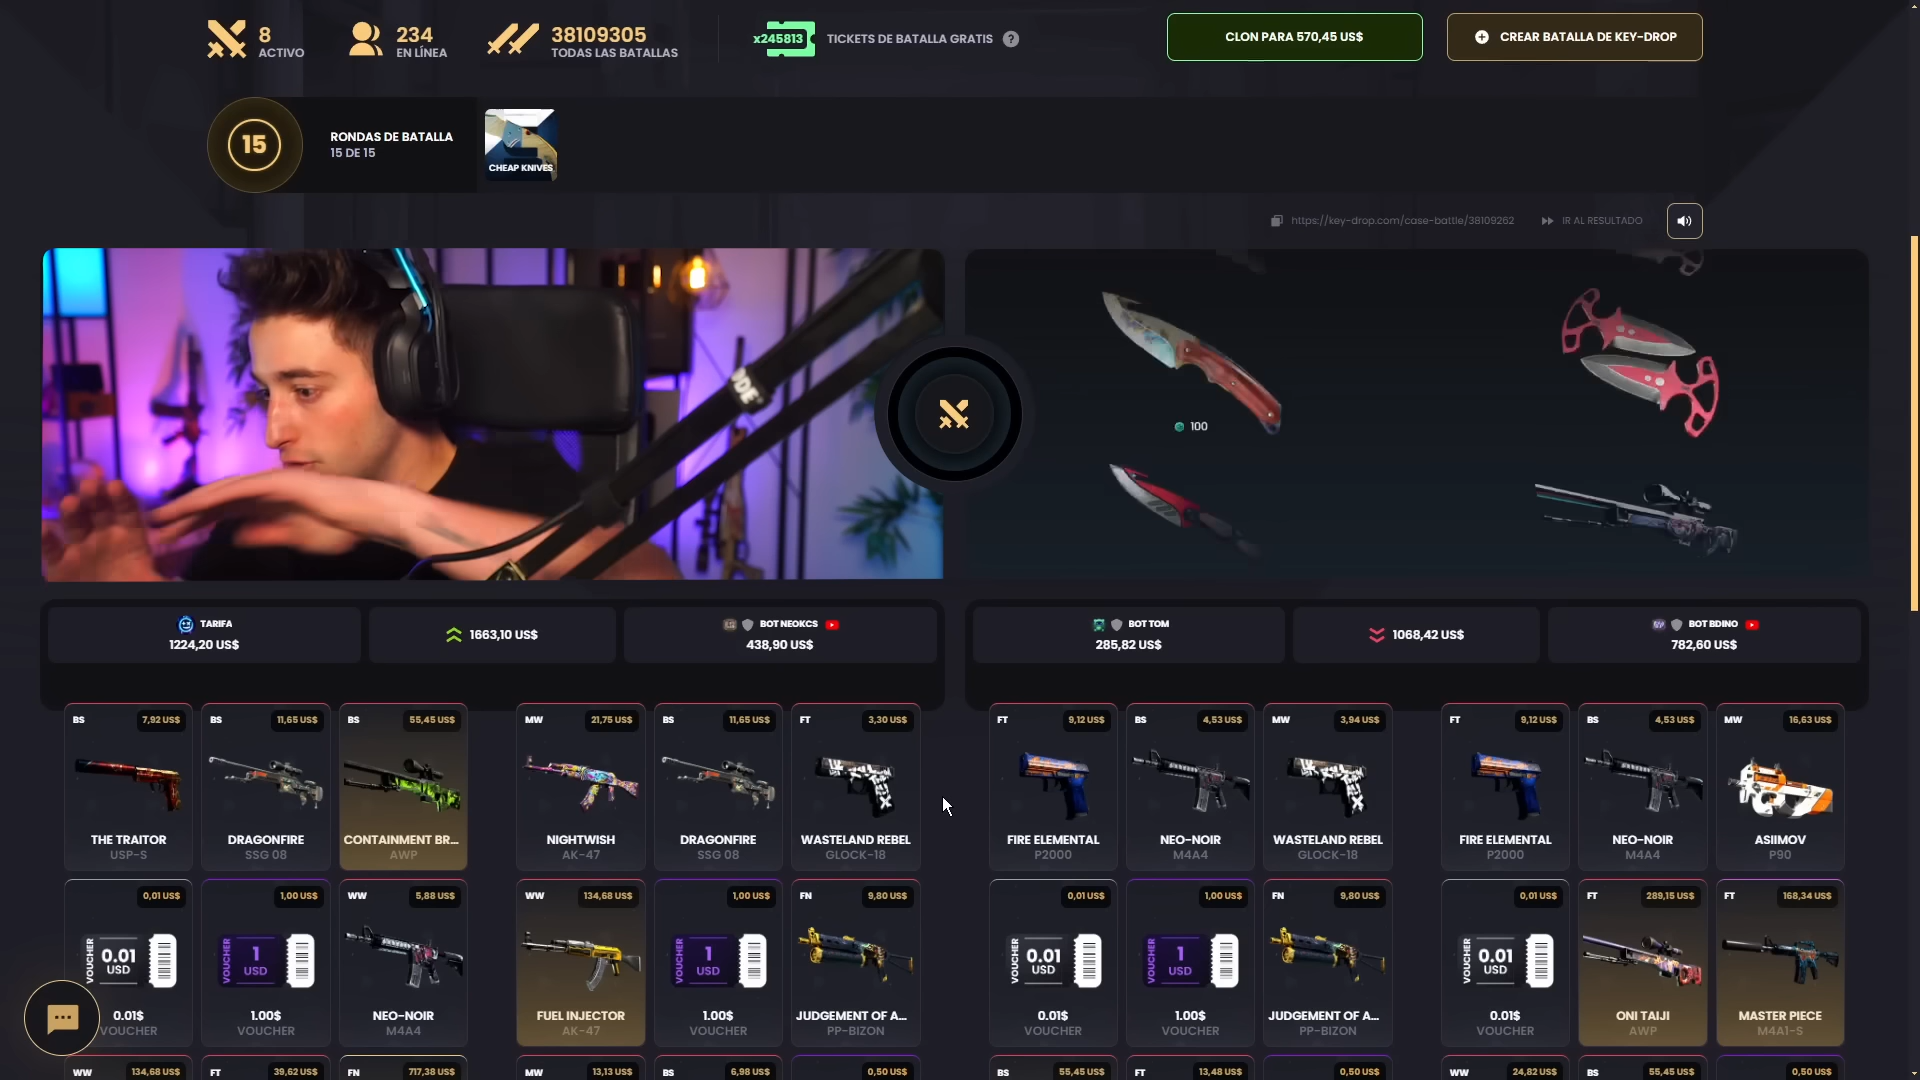 8
ACTIVO
234
EN LÍNEA
38109305
TODAS LAS BATALLAS
x245813
TICKETS DE BATALLA GRATIS
?
CLON PARA 570,45 US$
CREAR BATALLA DE KEY-DROP
15
RONDAS DE BATALLA
15 DE 15
CHEAP KNIVES
https://key-drop.com/case-battle/38109262
IR AL RESULTADO
100
TARIFA
1224,20 US$
1663,10 US$
BOT NEOKCS
438,90 US$
BOT TOM
285,82 US$
1068,42 US$
BOT BDINO
782,60 US$
BS 7,92 US$
THE TRAITOR
USP-S
BS 11,65 US$
DRAGONFIRE
SSG 08
BS 55,45 US$
CONTAINMENT BR...
AWP
MW 21,75 US$
NIGHTWISH
AK-47
BS 11,65 US$
DRAGONFIRE
SSG 08
FT 3,30 US$
WASTELAND REBEL
GLOCK-18
FT 9,12 US$
FIRE ELEMENTAL
P2000
BS 4,53 US$
NEO-NOIR
M4A4
MW 3,94 US$
WASTELAND REBEL
GLOCK-18
FT 9,12 US$
FIRE ELEMENTAL
P2000
BS 4,53 US$
NEO-NOIR
M4A4
MW 16,63 US$
ASIIMOV
P90
0,01 US$
VOUCHER
0.01
USD
0.01$
VOUCHER
1,00 US$
VOUCHER
1
USD
1.00$
VOUCHER
WW 5,88 US$
NEO-NOIR
M4A4
WW 134,68 US$
FUEL INJECTOR
AK-47
1,00 US$
VOUCHER
1
USD
1.00$
VOUCHER
FN 9,80 US$
JUDGEMENT OF A...
PP-BIZON
0,01 US$
VOUCHER
0.01
USD
0.01$
VOUCHER
1,00 US$
VOUCHER
1
USD
1.00$
VOUCHER
FN 9,80 US$
JUDGEMENT OF A...
PP-BIZON
0,01 US$
VOUCHER
0.01
USD
0.01$
VOUCHER
FT 289,15 US$
ONI TAIJI
AWP
FT 168,34 US$
MASTER PIECE
M4A1-S
WW 134,68 US$
FT 39,62 US$
FN 717,38 US$
MW 13,13 US$
BS 6,98 US$
0,50 US$
BS 55,45 US$
FT 13,48 US$
0,50 US$
WW 24,82 US$
BS 55,45 US$
0,50 US$